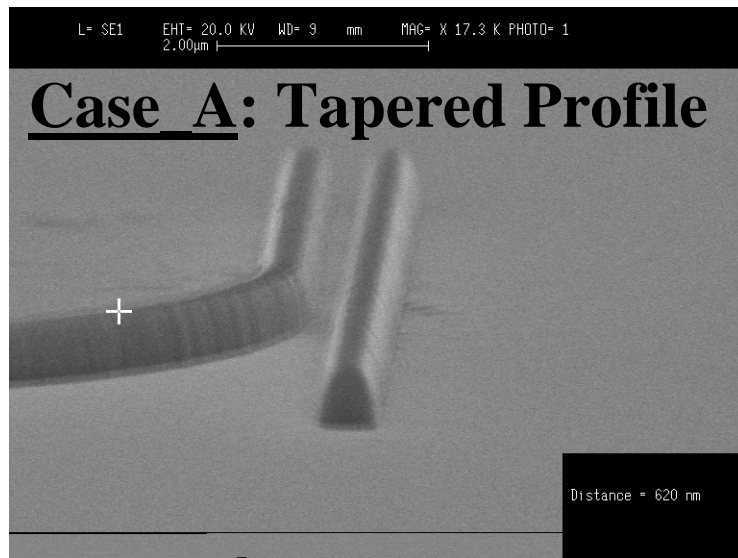 L= SE1 EHT= 20.0 KV WD= 9 mm MAG= X 17.3 K PHOTO= 1
2.00µm
Case_A: Tapered Profile
Distance = 620 nm